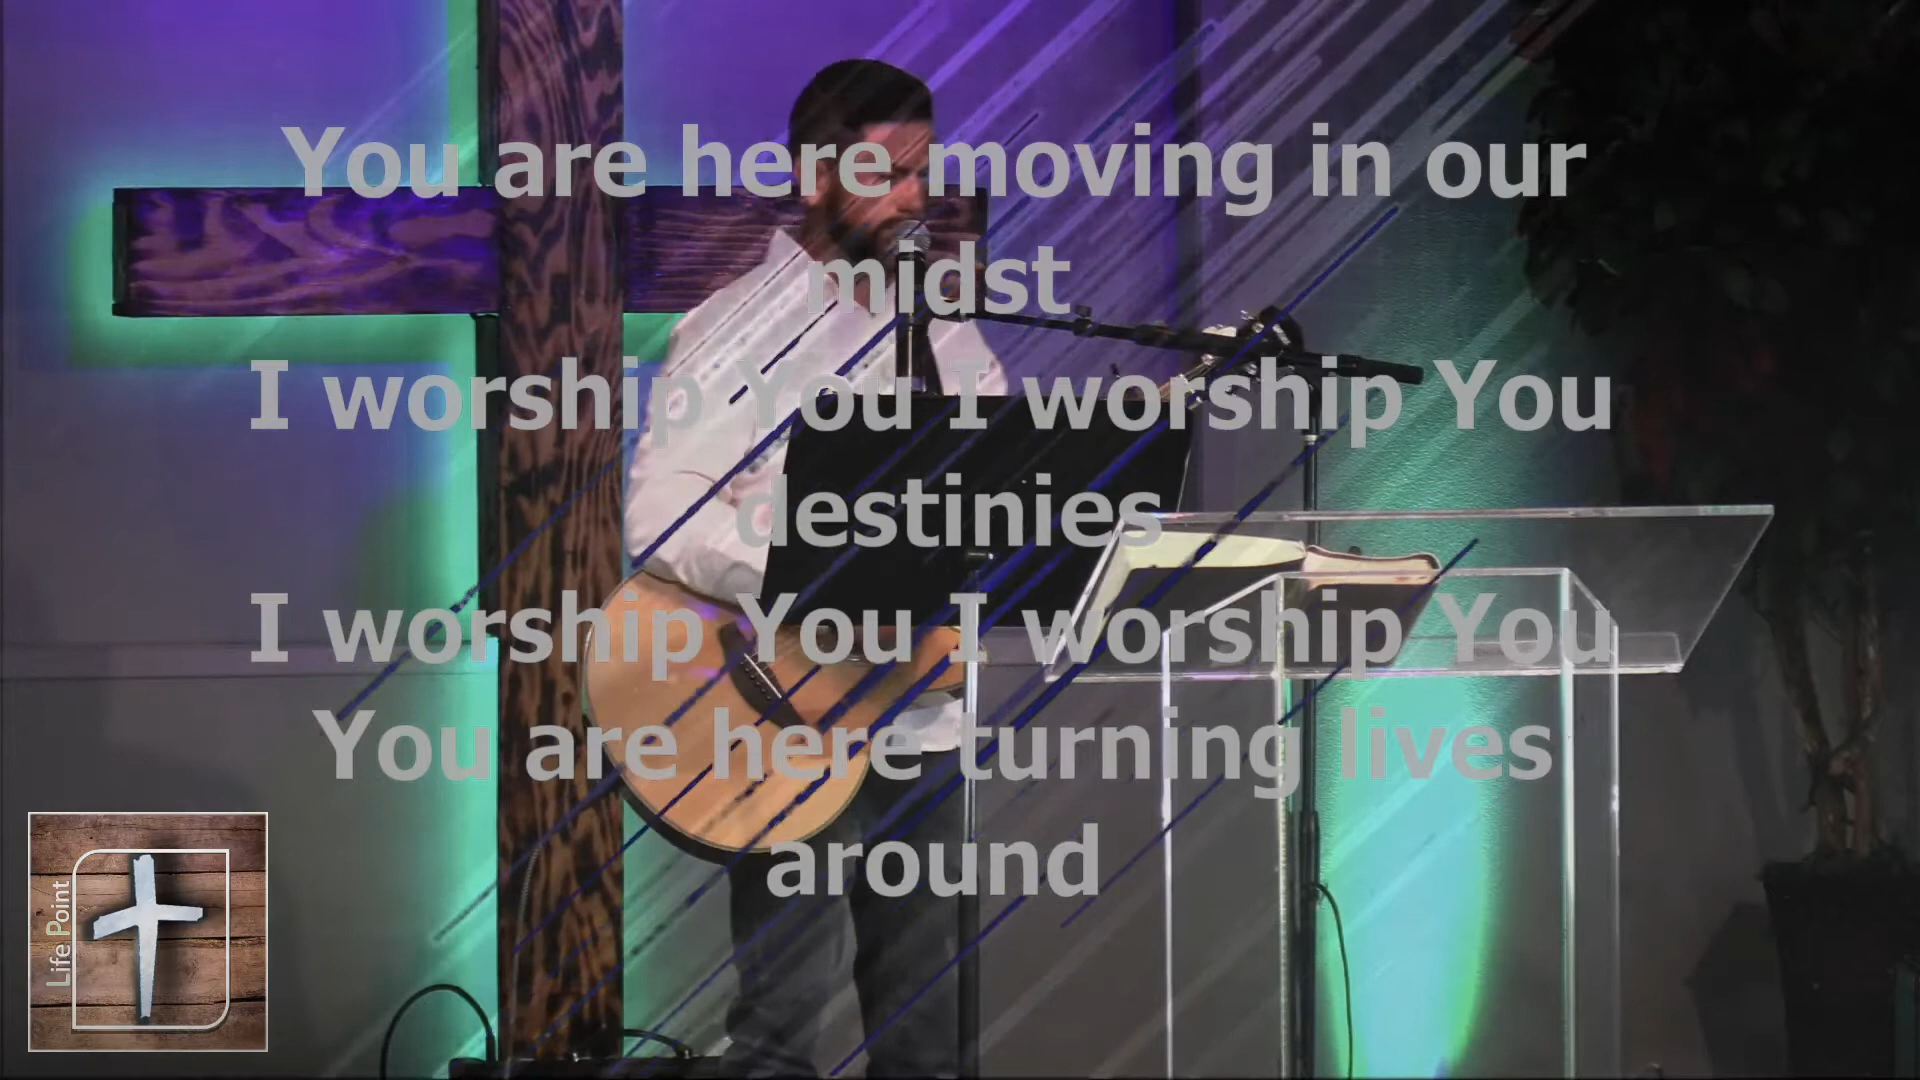 You are here moving in our
midst
I worship You I worship You
destinies
I worship You I worship You
You are here turning lives
around
Life Point